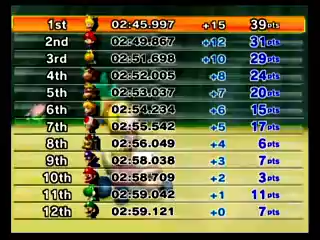 1st 02:45.997 +15 39pts
2nd 02:49.867 +12 31pts
3rd 02:51.698 +10 29pts
4th 02:52.005 +8 24pts
5th 02:53.037 +7 20pts
6th 02:54.234 +6 15pts
7th 02:55.542 +5 17pts
8th 02:56.049 +4 6pts
9th 02:58.038 +3 7pts
10th 02:58.709 +2 3pts
11th 02:59.042 +1 11pts
12th 02:59.121 +0 7pts